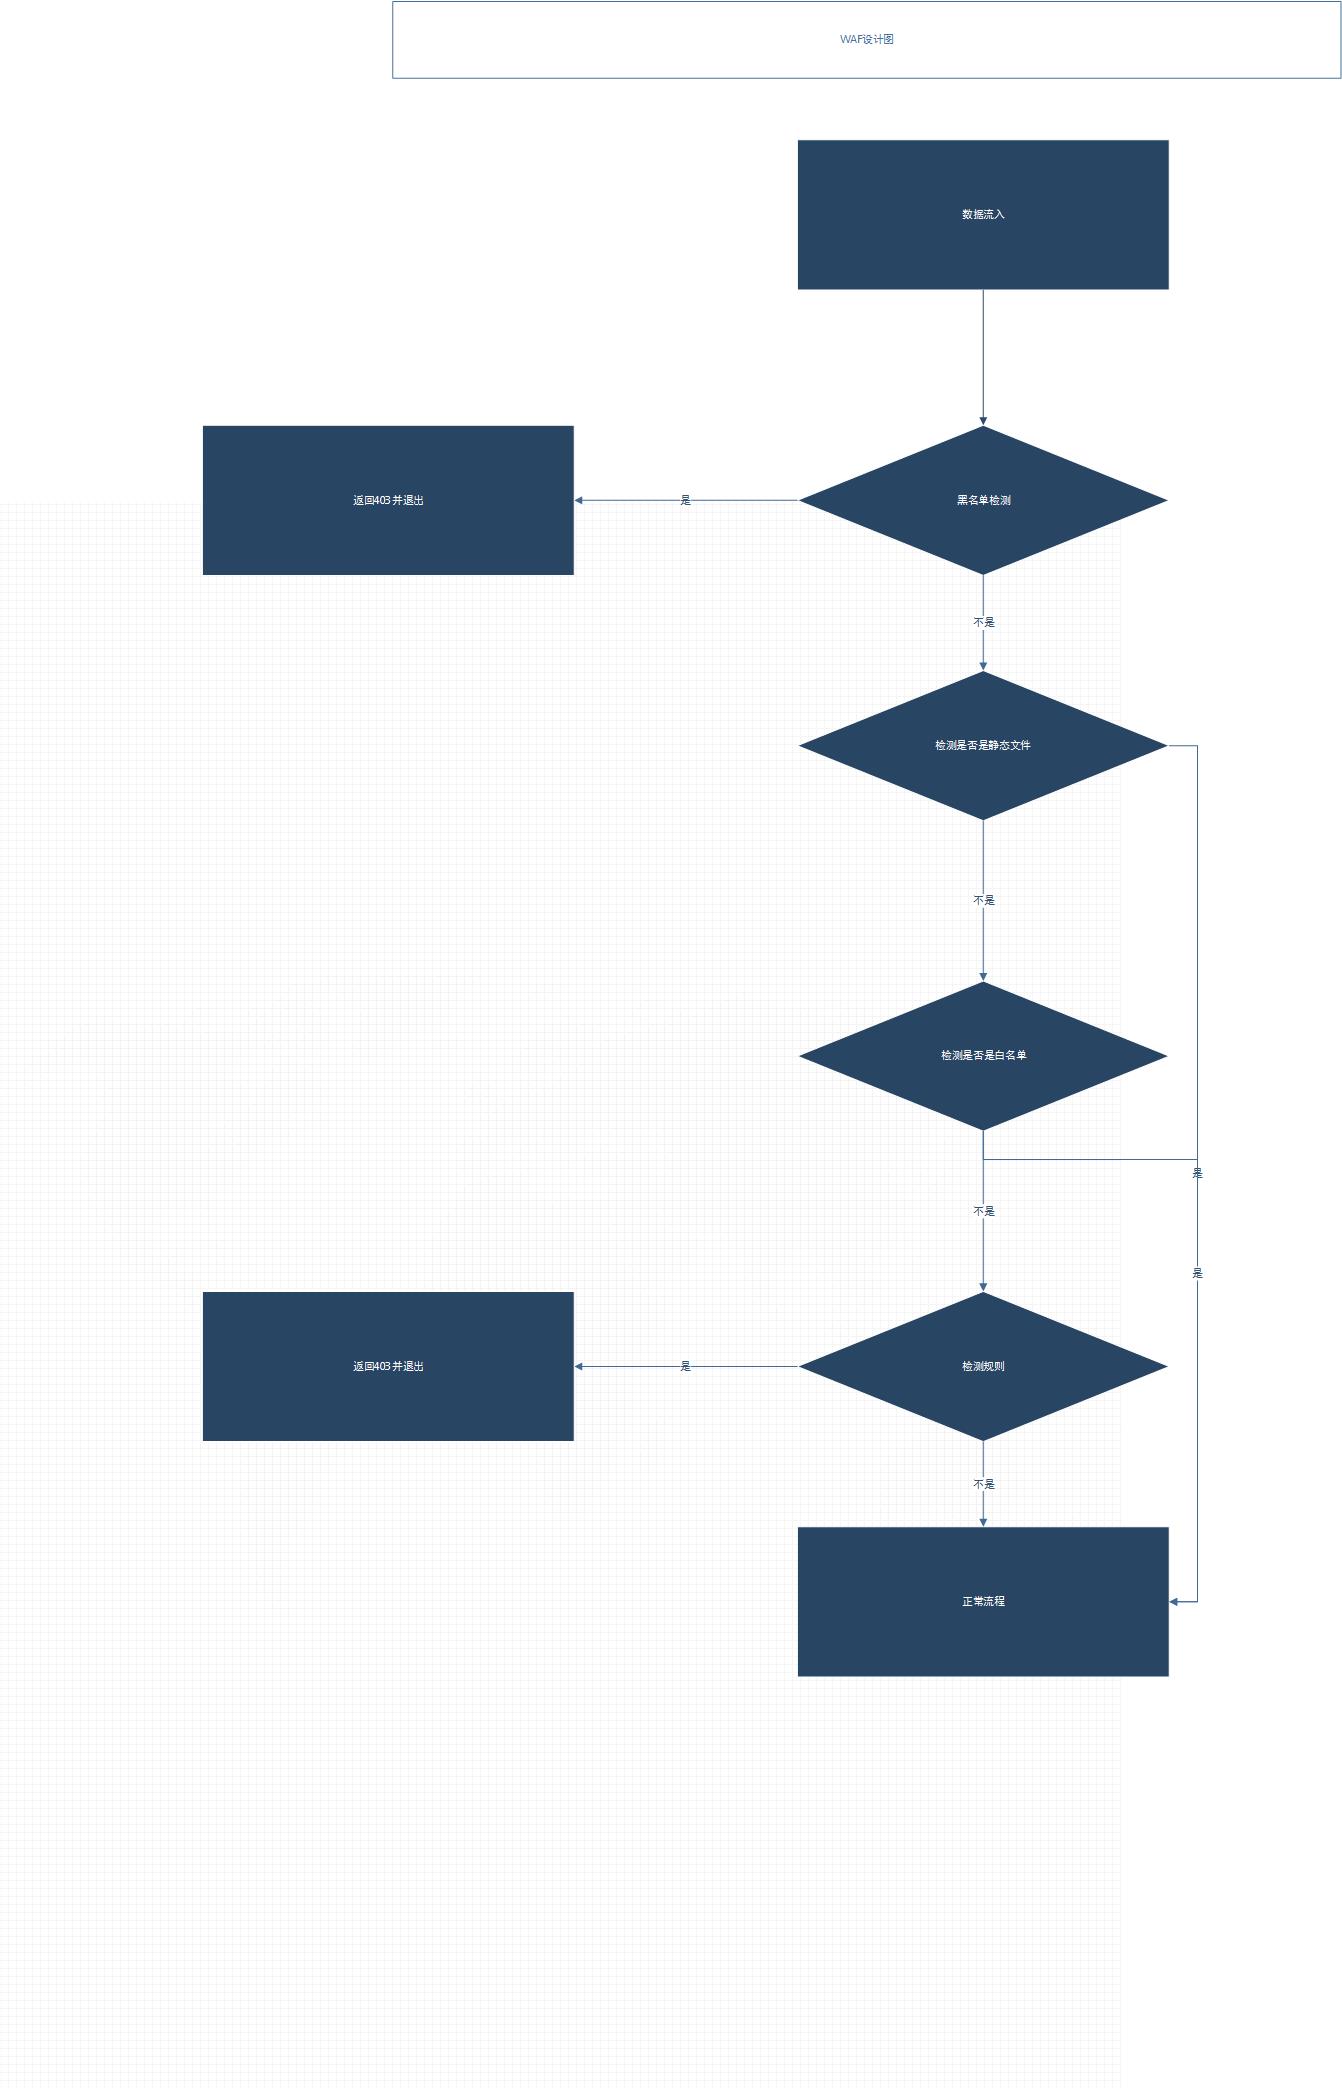 WAF设计图
数据流入
黑名单检测
是
返回403 并退出
不是
检测是否是静态文件
不是
检测是否是白名单
是
不是
是
检测规则
是
返回403 并退出
不是
正常流程